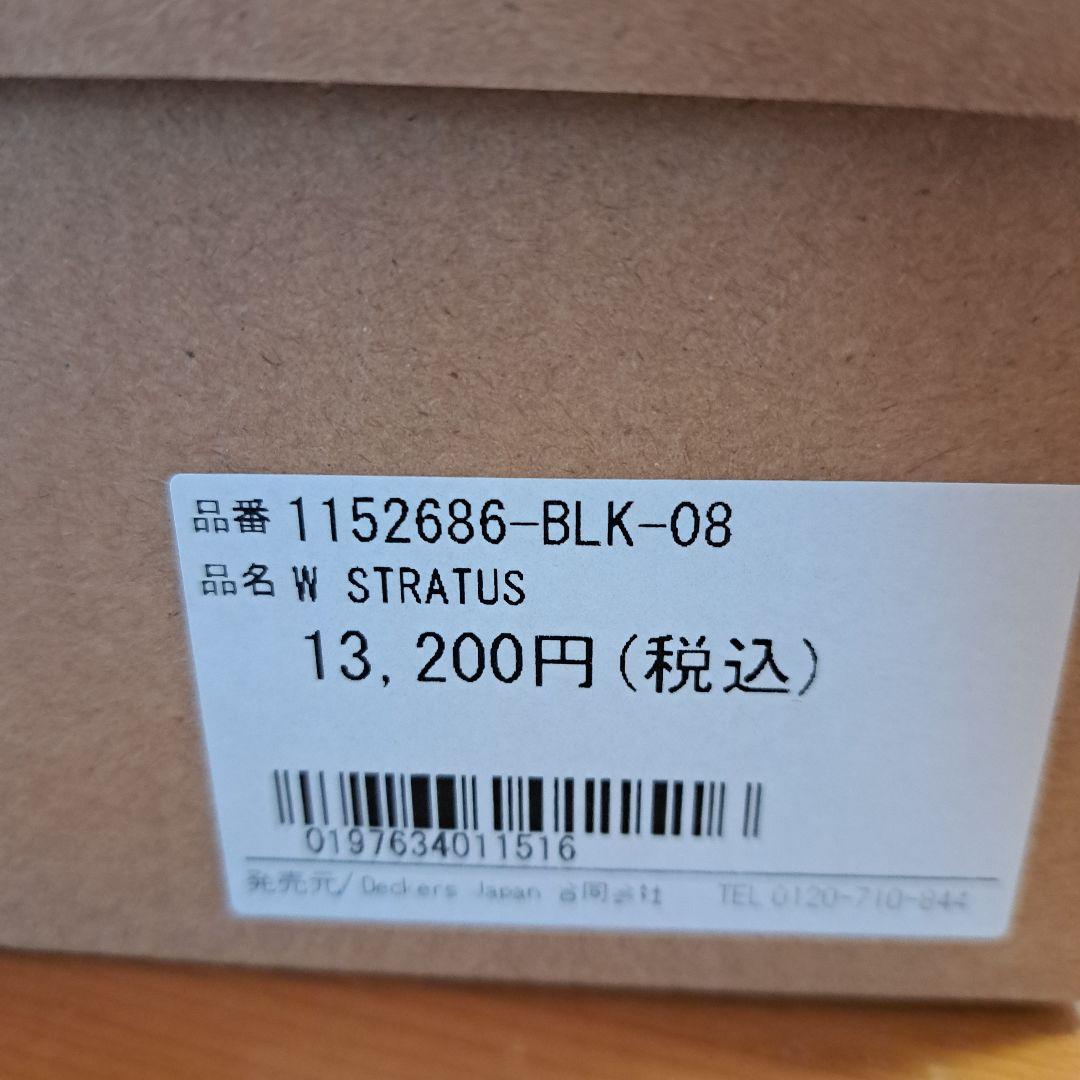 品番 1152686-BLK-08
品名 W STRATUS
13,200円(税込)
0197634011516
発売元/Deckers Japan 合同会社 TEL 0120-710-844